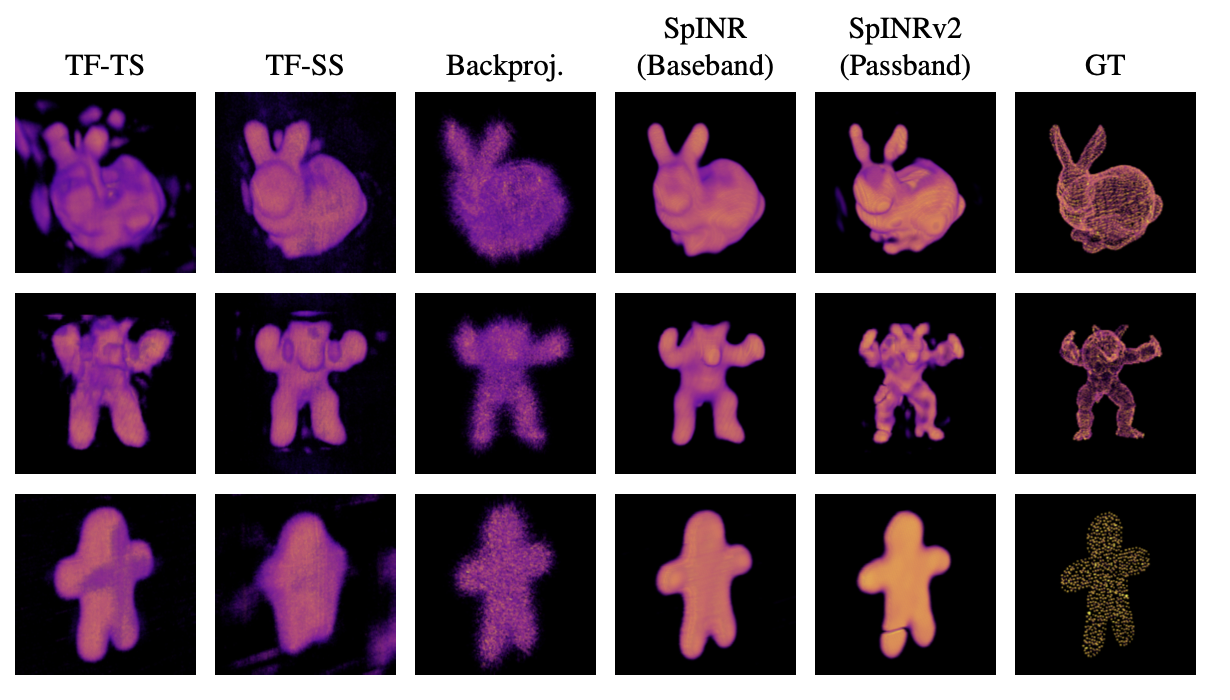 TF-TS
TF-SS
Backproj.
SpINR
(Baseband)
SpINRv2
(Passband)
GT